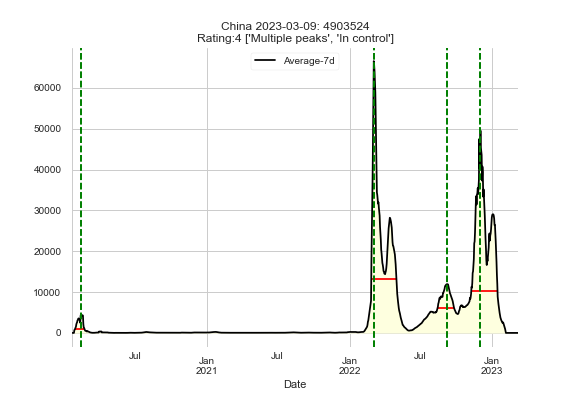 China 2023-03-09: 4903524
Rating:4 ['Multiple peaks', 'In control']
Average-7d
60000
50000
40000
30000
20000
10000
0
Jul
Jan
2021
Jul
Jan
2022
Jul
Jan
2023
Date